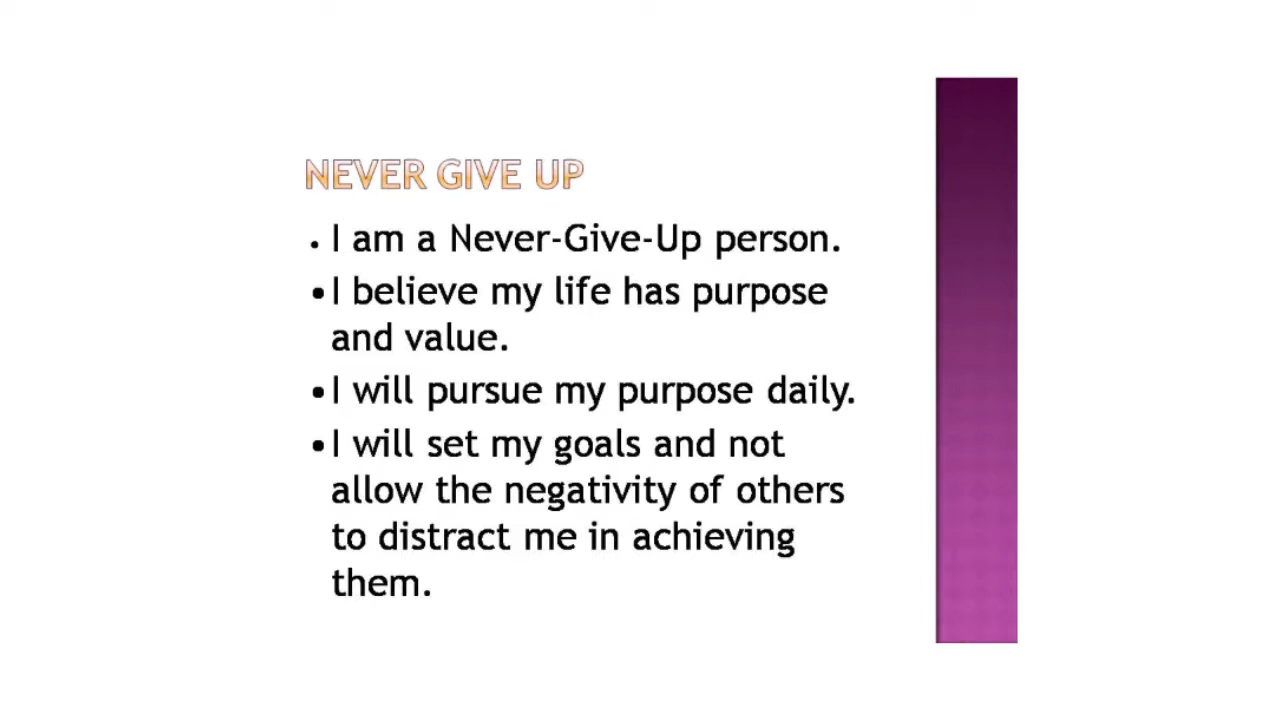 NEVER GIVE UP
• I am a Never-Give-Up person.
• I believe my life has purpose
and value.
• I will pursue my purpose daily.
• I will set my goals and not
allow the negativity of others
to distract me in achieving
them.